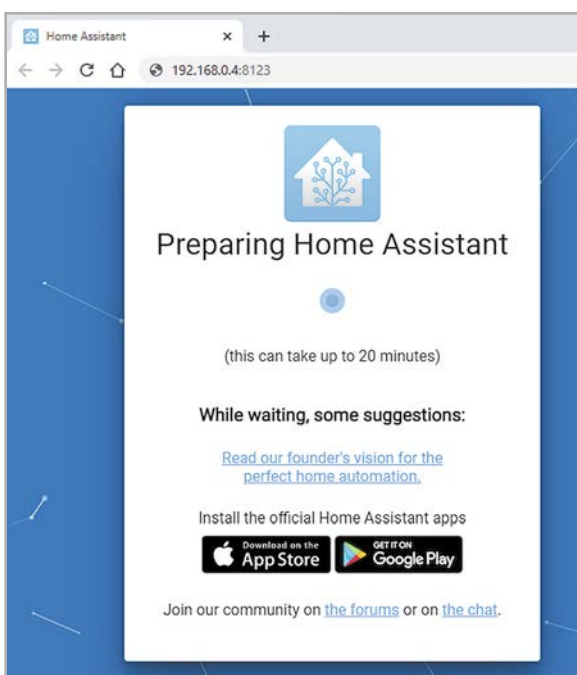 Home Assistant
192.168.0.4:8123
Preparing Home Assistant
(this can take up to 20 minutes)
While waiting, some suggestions:
Read our founder's vision for the
perfect home automation.
Install the official Home Assistant apps
Download on the
App Store
GET IT ON
Google Play
Join our community on the forums or on the chat.